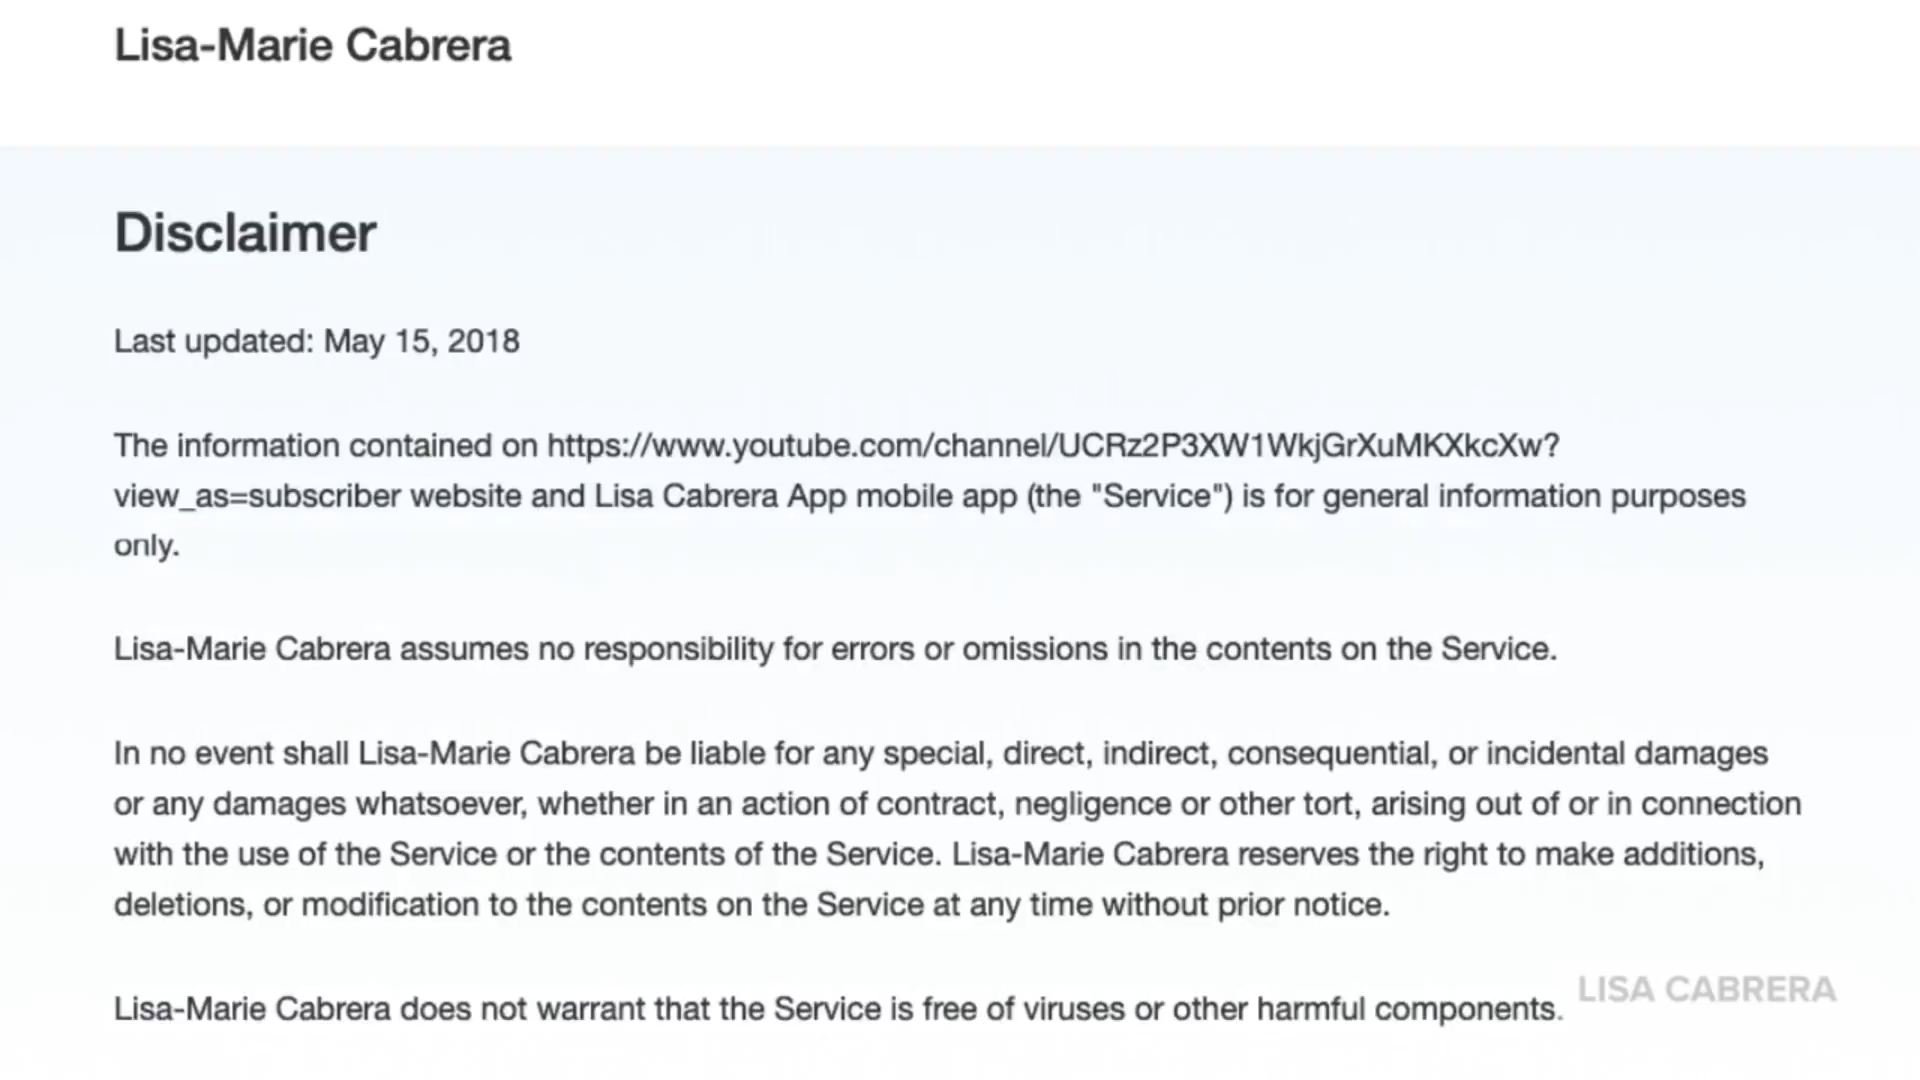 Lisa-Marie Cabrera
Disclaimer
Last updated: May 15, 2018
The information contained on https://www.youtube.com/channel/UCRz2P3XW1WkjGrXuMKXkcXw?
view_as=subscriber website and Lisa Cabrera App mobile app (the "Service") is for general information purposes
only.
Lisa-Marie Cabrera assumes no responsibility for errors or omissions in the contents on the Service.
In no event shall Lisa-Marie Cabrera be liable for any special, direct, indirect, consequential, or incidental damages
or any damages whatsoever, whether in an action of contract, negligence or other tort, arising out of or in connection
with the use of the Service or the contents of the Service. Lisa-Marie Cabrera reserves the right to make additions,
deletions, or modification to the contents on the Service at any time without prior notice.
Lisa-Marie Cabrera does not warrant that the Service is free of viruses or other harmful components.
LISA CABRERA